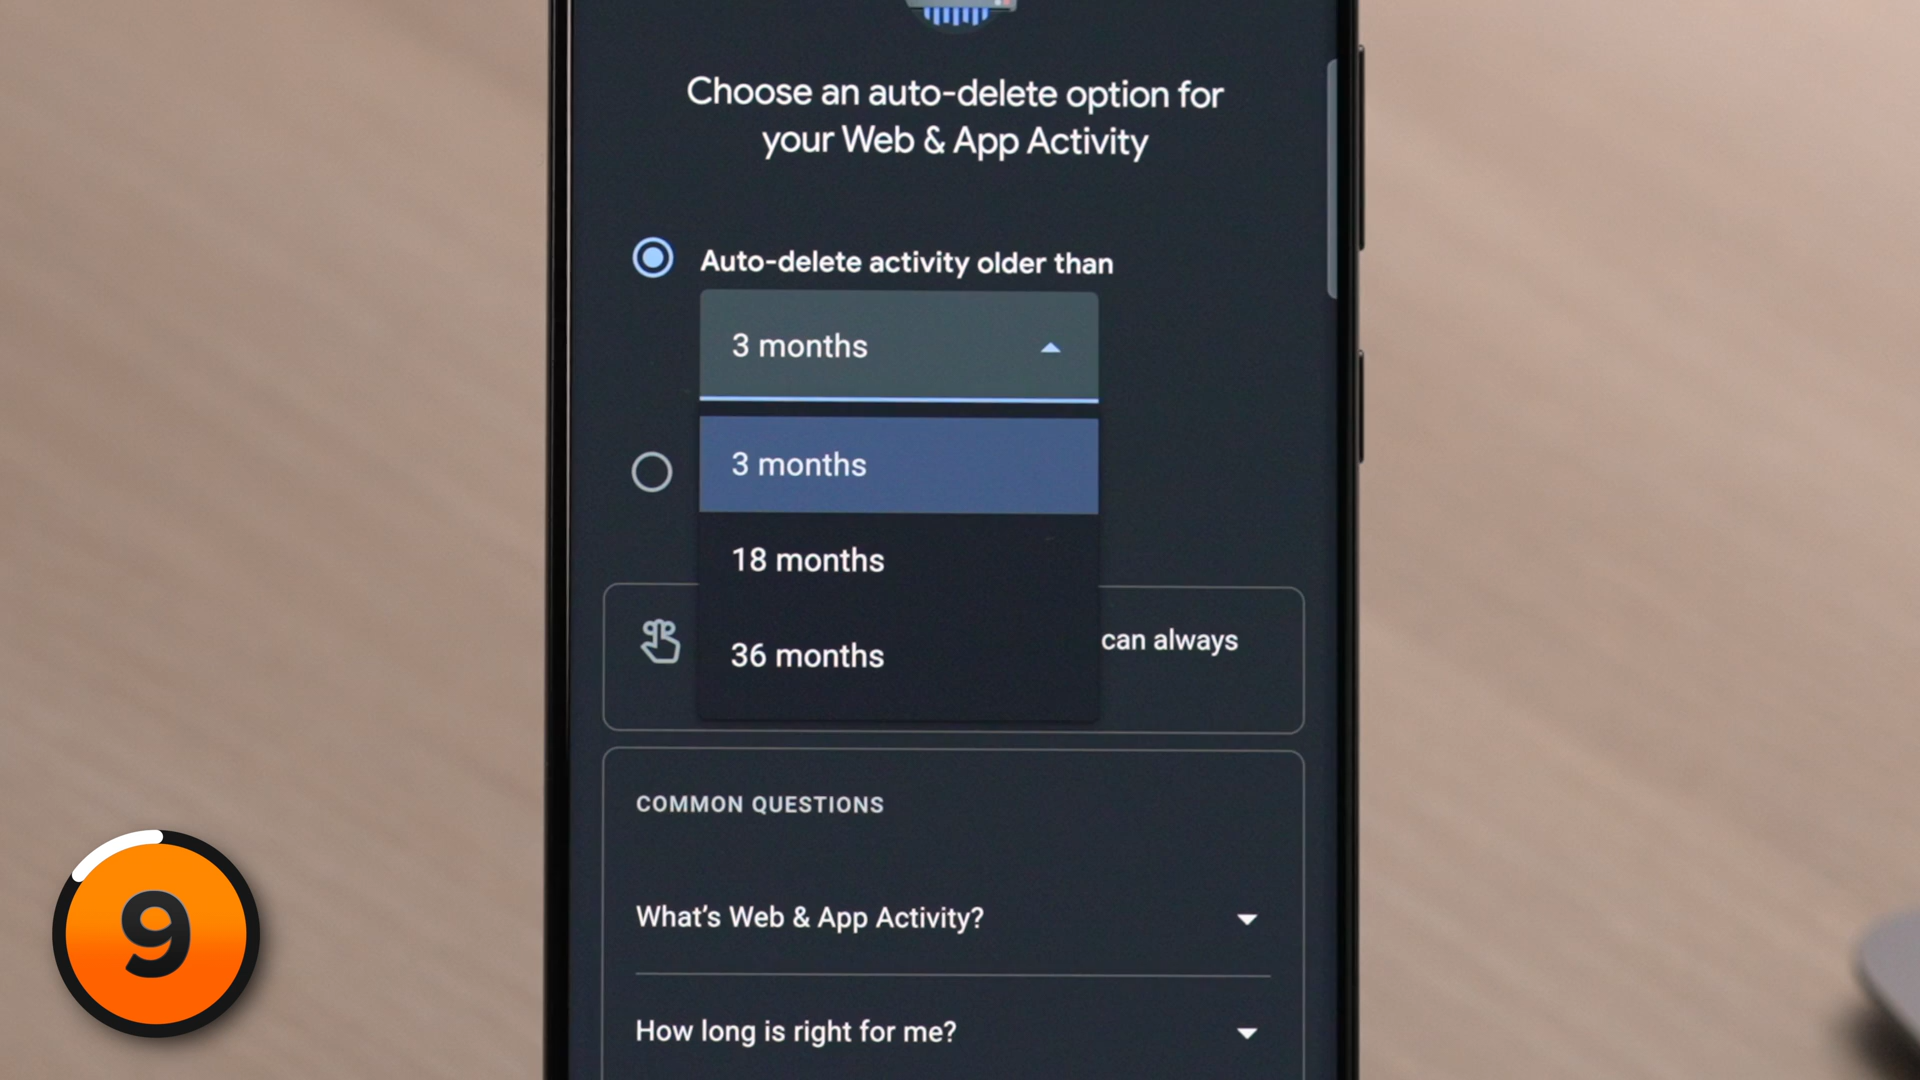 Choose an auto-delete option for
your Web & App Activity
Auto-delete activity older than
3 months
3 months
18 months
36 months
can always
COMMON QUESTIONS
What's Web & App Activity?
How long is right for me?
9